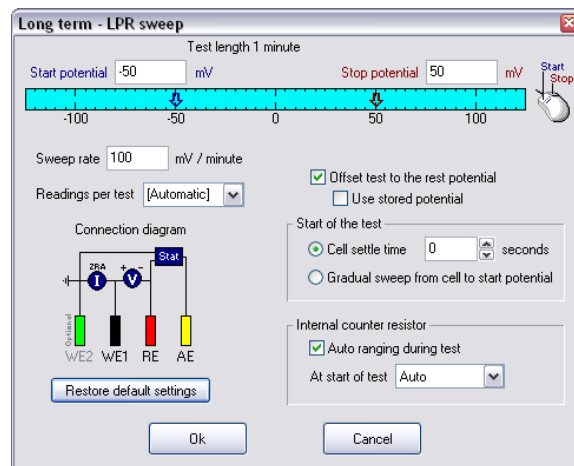 Long term - LPR sweep
Test length 1 minute
Start potential -50 mV
Stop potential 50 mV
Start
Stop
-100 -50 0 50 100
Sweep rate 100 mV / minute
Readings per test [Automatic]
Offset test to the rest potential
Use stored potential
Connection diagram
Stat
ZRA
I
+ V -
Optional
WE2 WE1 RE AE
Restore default settings
Start of the test
Cell settle time 0 seconds
Gradual sweep from cell to start potential
Internal counter resistor
Auto ranging during test
At start of test Auto
Ok
Cancel